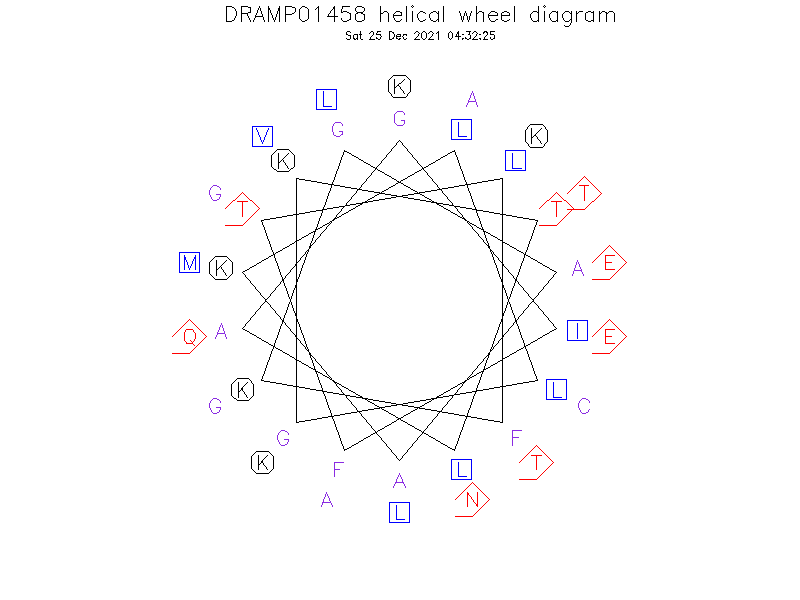 DRAMP01458 helical wheel diagram
Sat 25 Dec 2021 04:32:25
K
L A
G G L
V K L K
G T T T
M K A E
Q A I E
G K L C
K G F T
F A L
A L N